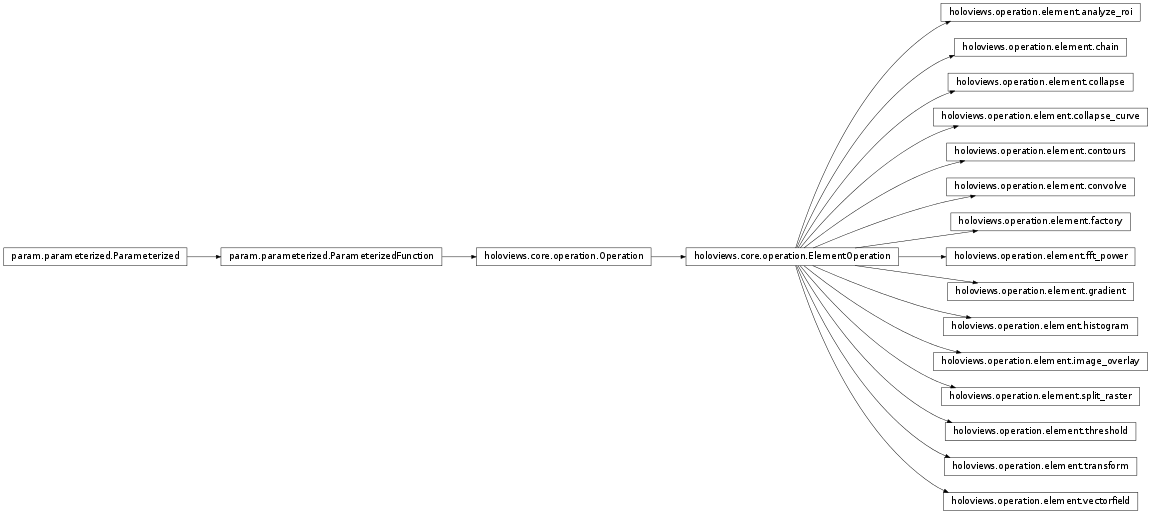 holoviews.operation.element.analyze_roi
holoviews.operation.element.chain
holoviews.operation.element.collapse
holoviews.operation.element.collapse_curve
holoviews.operation.element.contours
holoviews.operation.element.convolve
holoviews.operation.element.factory
param.parameterized.Parameterized
param.parameterized.ParameterizedFunction
holoviews.core.operation.Operation
holoviews.core.operation.ElementOperation
holoviews.operation.element.fft_power
holoviews.operation.element.gradient
holoviews.operation.element.histogram
holoviews.operation.element.image_overlay
holoviews.operation.element.split_raster
holoviews.operation.element.threshold
holoviews.operation.element.transform
holoviews.operation.element.vectorfield